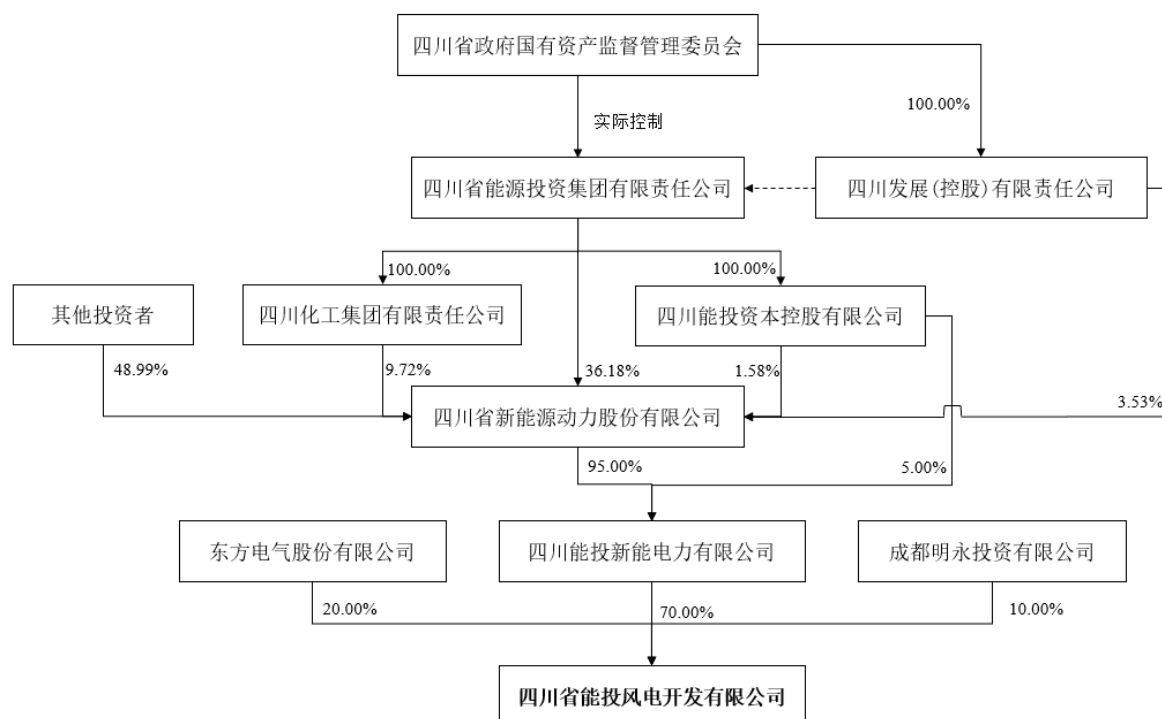 四川省政府国有资产监督管理委员会
100.00%
实际控制
四川省能源投资集团有限责任公司
四川发展(控股)有限责任公司
100.00%
100.00%
其他投资者
四川化工集团有限责任公司
四川能投资本控股有限公司
48.99%
9.72%
36.18%
1.58%
3.53%
四川省新能源动力股份有限公司
95.00%
5.00%
东方电气股份有限公司
四川能投新能电力有限公司
成都明永投资有限公司
20.00%
70.00%
10.00%
四川省能投风电开发有限公司